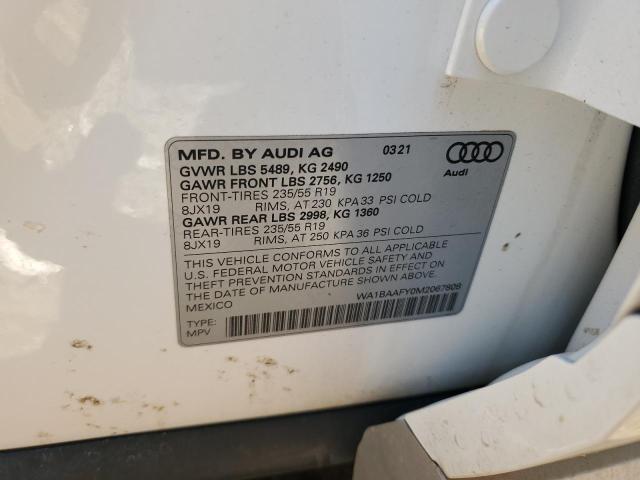 MFD. BY AUDI AG 03 21
GVWR LBS 5489, KG 2490
GAWR FRONT LBS 2756, KG 1250
FRONT-TIRES 235/55 R19
8JX19 RIMS, AT 230 KPA 33 PSI COLD
GAWR REAR LBS 2998, KG 1360
REAR-TIRES 235/55 R19
8JX19 RIMS, AT 250 KPA 36 PSI COLD
Audi
THIS VEHICLE CONFORMS TO ALL APPLICABLE
U.S. FEDERAL MOTOR VEHICLE SAFETY AND
THEFT PREVENTION STANDARDS IN EFFECT ON
THE DATE OF MANUFACTURE SHOWN ABOVE.
MEXICO
WA1BAAFY0M2067808
TYPE:
MPV